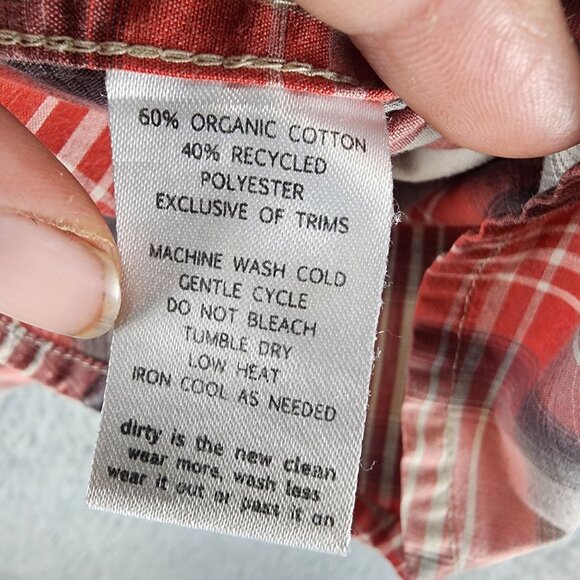 60% ORGANIC COTTON
40% RECYCLED
POLYESTER
EXCLUSIVE OF TRIMS
MACHINE WASH COLD
GENTLE CYCLE
DO NOT BLEACH
TUMBLE DRY
LOW HEAT
IRON COOL AS NEEDED
dirty is the new clean
wear more, wash less
wear it out or pass it on